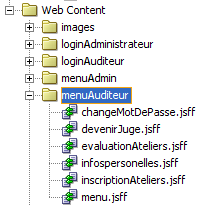 Web Content
images
loginAdministrateur
loginAuditeur
menuAdmin
menuAuditeur
changeMotDePasse.jsff
devenirJuge.jsff
evaluationAteliers.jsff
infospersonelles.jsff
inscriptionAteliers.jsff
menu.jsff